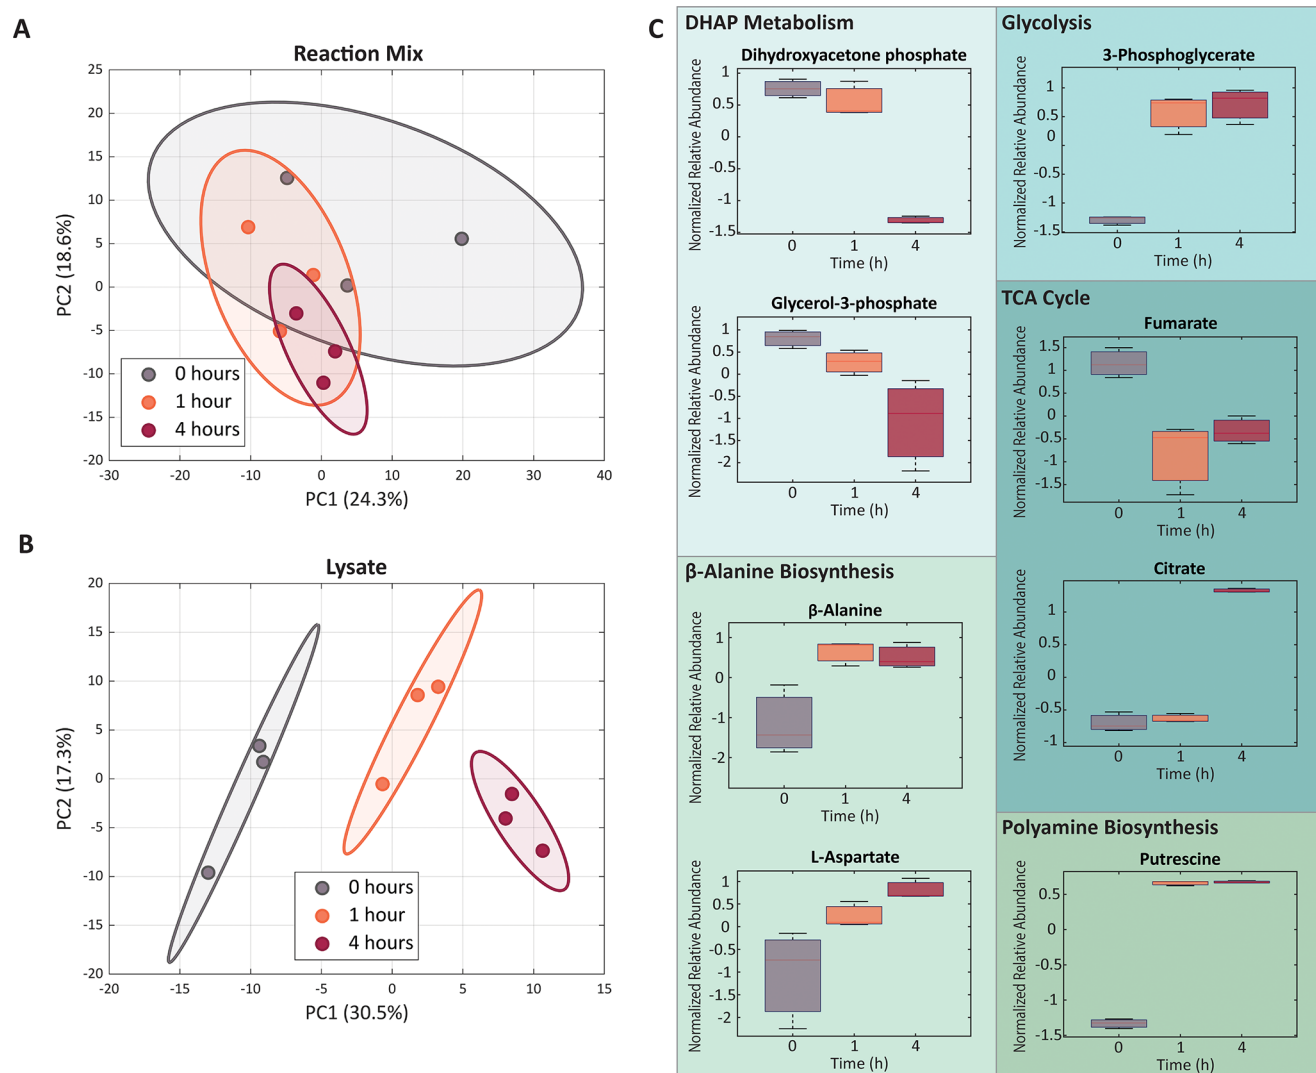 A
Reaction Mix
25
20
15
10
5
0
-5
-10
-15
-20
-30
-20
-10
0
10
20
30
40
PC2 (18.6%)
PC1 (24.3%)
0 hours
1 hour
4 hours
B
Lysate
20
15
10
5
0
-5
-10
-15
-20
-20
-15
-10
-5
0
5
10
15
PC2 (17.3%)
PC1 (30.5%)
0 hours
1 hour
4 hours
C
DHAP Metabolism
Dihydroxyacetone phosphate
Normalized Relative Abundance
1
0.5
0
-0.5
-1
-1.5
0 1 4
Time (h)
Glycerol-3-phosphate
Normalized Relative Abundance
1
0.5
0
-0.5
-1
-1.5
-2
0 1 4
Time (h)
β-Alanine Biosynthesis
β-Alanine
Normalized Relative Abundance
1
0
-1
-2
0 1 4
Time (h)
L-Aspartate
Normalized Relative Abundance
1
0.5
0
-0.5
-1
-1.5
-2
0 1 4
Time (h)
Glycolysis
3-Phosphoglycerate
Normalized Relative Abundance
1
0.5
0
-0.5
-1
-1.5
0 1 4
Time (h)
TCA Cycle
Fumarate
Normalized Relative Abundance
1.5
1
0.5
0
-0.5
-1
-1.5
0 1 4
Time (h)
Citrate
Normalized Relative Abundance
1
0.5
0
-0.5
-1
0 1 4
Time (h)
Polyamine Biosynthesis
Putrescine
Normalized Relative Abundance
0.5
0
-0.5
-1
-1.5
0 1 4
Time (h)